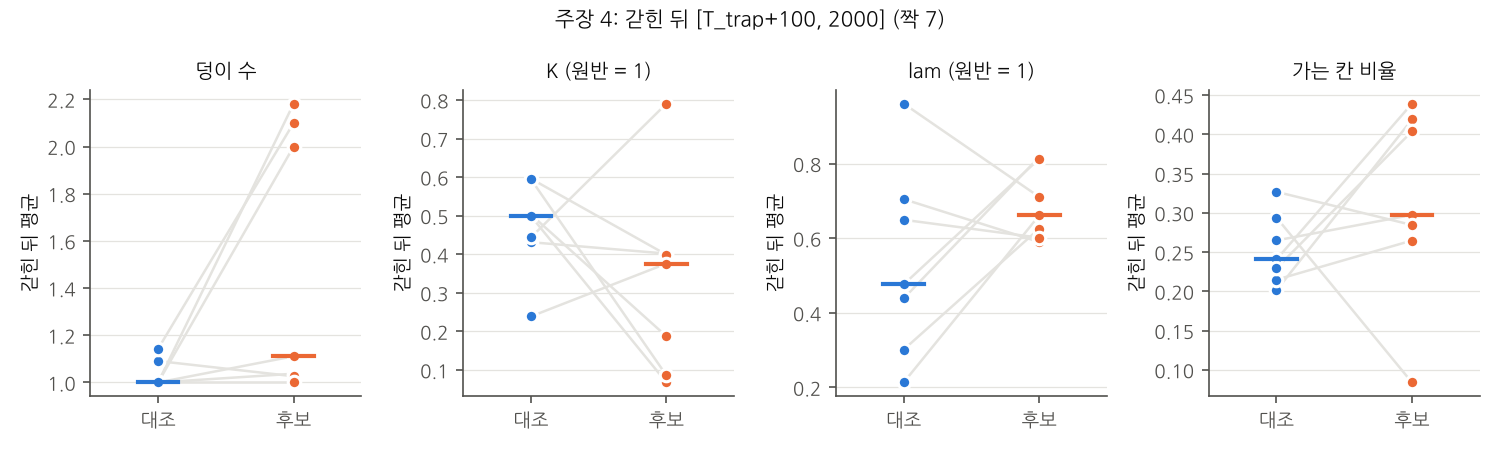 주장 4: 갇힌 뒤 [T_trap+100, 2000] (짝 7)
덩이 수
갇힌 뒤 평균
2.2
2.0
1.8
1.6
1.4
1.2
1.0
대조
후보
K (원반 = 1)
갇힌 뒤 평균
0.8
0.7
0.6
0.5
0.4
0.3
0.2
0.1
대조
후보
lam (원반 = 1)
갇힌 뒤 평균
0.8
0.6
0.4
0.2
대조
후보
가는 칸 비율
갇힌 뒤 평균
0.45
0.40
0.35
0.30
0.25
0.20
0.15
0.10
대조
후보